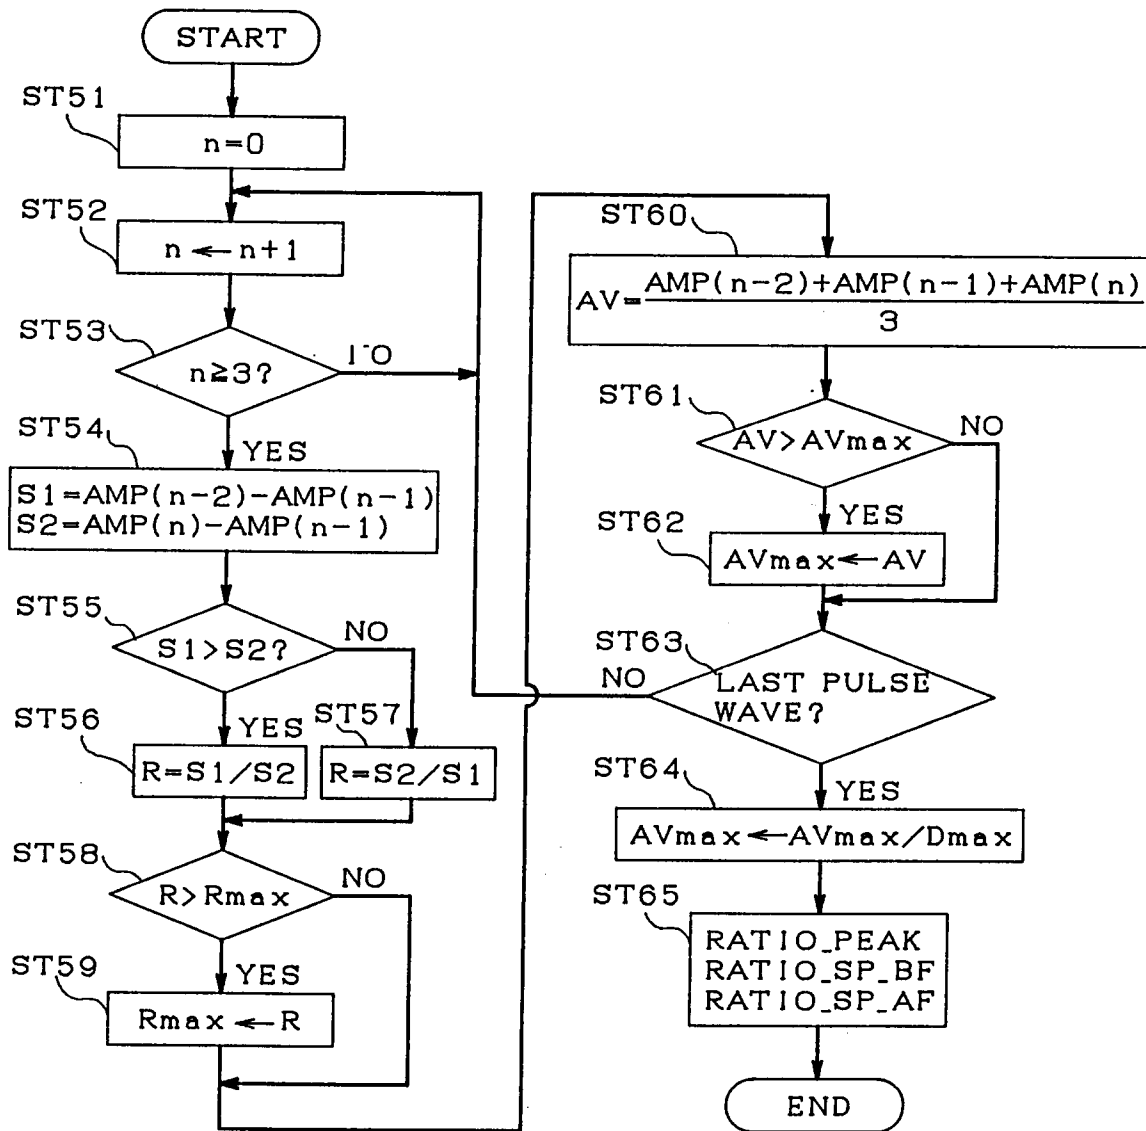 START
ST51
n=0
ST52
n ← n+1
ST53
n≧3?
ST54
YES
S1=AMP(n-2)-AMP(n-1)
S2=AMP(n)-AMP(n-1)
ST55
S1>S2?
NO
ST56
YES
R=S1/S2
ST57
R=S2/S1
ST58
R>Rmax
NO
ST59
YES
Rmax ← R
ST60
AV=AMP(n-2)+AMP(n-1)+AMP(n)
3
ST61
AV>AVmax
NO
ST62
YES
AVmax ← AV
ST63
NO
LAST PULSE
WAVE?
ST64
YES
AVmax ← AVmax/Dmax
ST65
RATIO_PEAK
RATIO_SP_BF
RATIO_SP_AF
END